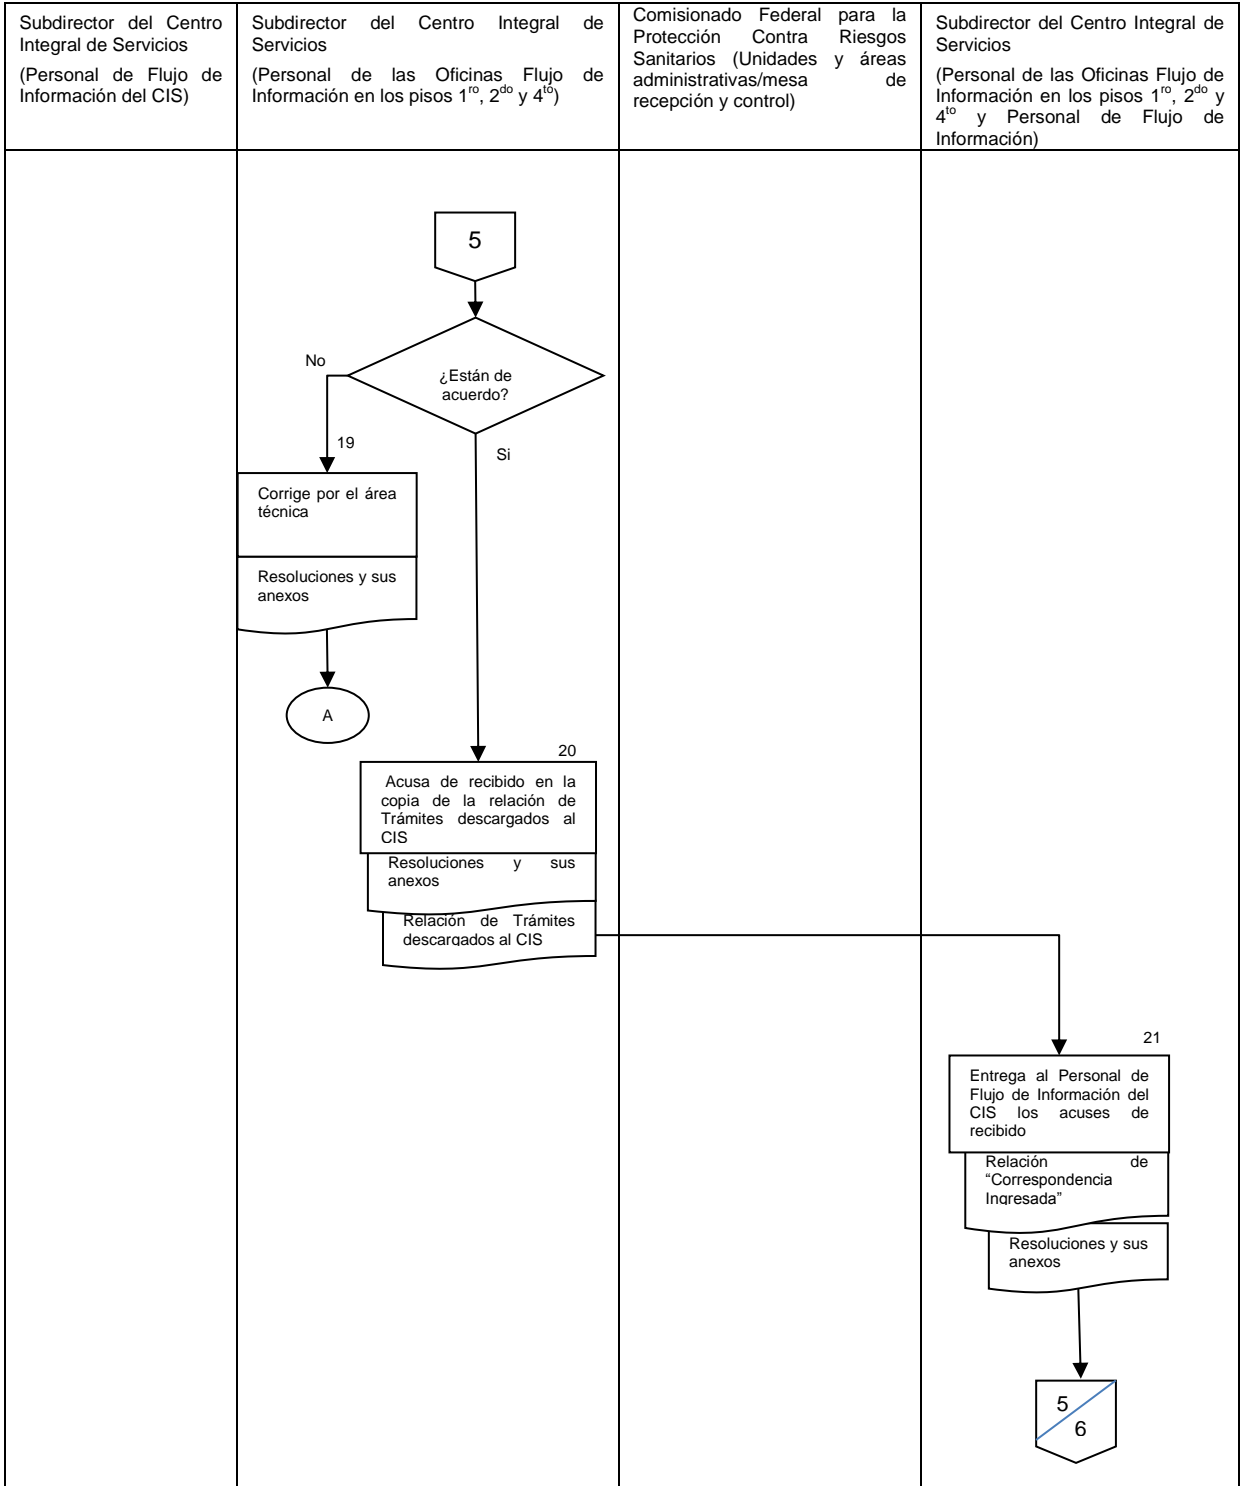 Subdirector del Centro
Integral de Servicios
(Personal de Flujo de
Información del CIS)
Subdirector del Centro Integral de
Servicios
(Personal de las Oficinas Flujo de
Información en los pisos 1ro, 2do y 4to)
Comisionado Federal para la
Protección Contra Riesgos
Sanitarios (Unidades y áreas
administrativas/mesa de
recepción y control)
Subdirector del Centro Integral de
Servicios
(Personal de las Oficinas Flujo de
Información en los pisos 1ro, 2do y
4to y Personal de Flujo de
Información)
5
¿Están de
acuerdo?
No
Si
19
Corrige por el área
técnica
Resoluciones y sus
anexos
A
20
Acusa de recibido en la
copia de la relación de
Trámites descargados al
CIS
Resoluciones y sus
anexos
Relación de Trámites
descargados al CIS
21
Entrega al Personal de
Flujo de Información del
CIS los acuses de
recibido
Relación de
“Correspondencia
Ingresada”
Resoluciones y sus
anexos
5
6